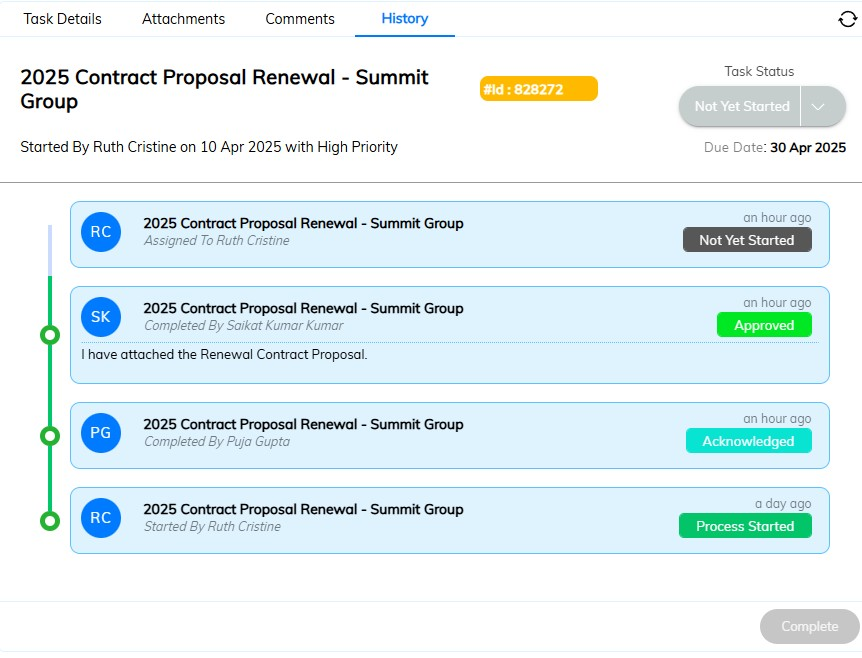 Task Details Attachments Comments History
2025 Contract Proposal Renewal - Summit
Group
#Id : 828272
Task Status
Not Yet Started
Started By Ruth Cristine on 10 Apr 2025 with High Priority
Due Date: 30 Apr 2025
RC
2025 Contract Proposal Renewal - Summit Group
Assigned To Ruth Cristine
an hour ago
Not Yet Started
SK
2025 Contract Proposal Renewal - Summit Group
Completed By Saikat Kumar Kumar
an hour ago
Approved
I have attached the Renewal Contract Proposal.
PG
2025 Contract Proposal Renewal - Summit Group
Completed By Puja Gupta
an hour ago
Acknowledged
RC
2025 Contract Proposal Renewal - Summit Group
Started By Ruth Cristine
a day ago
Process Started
Complete